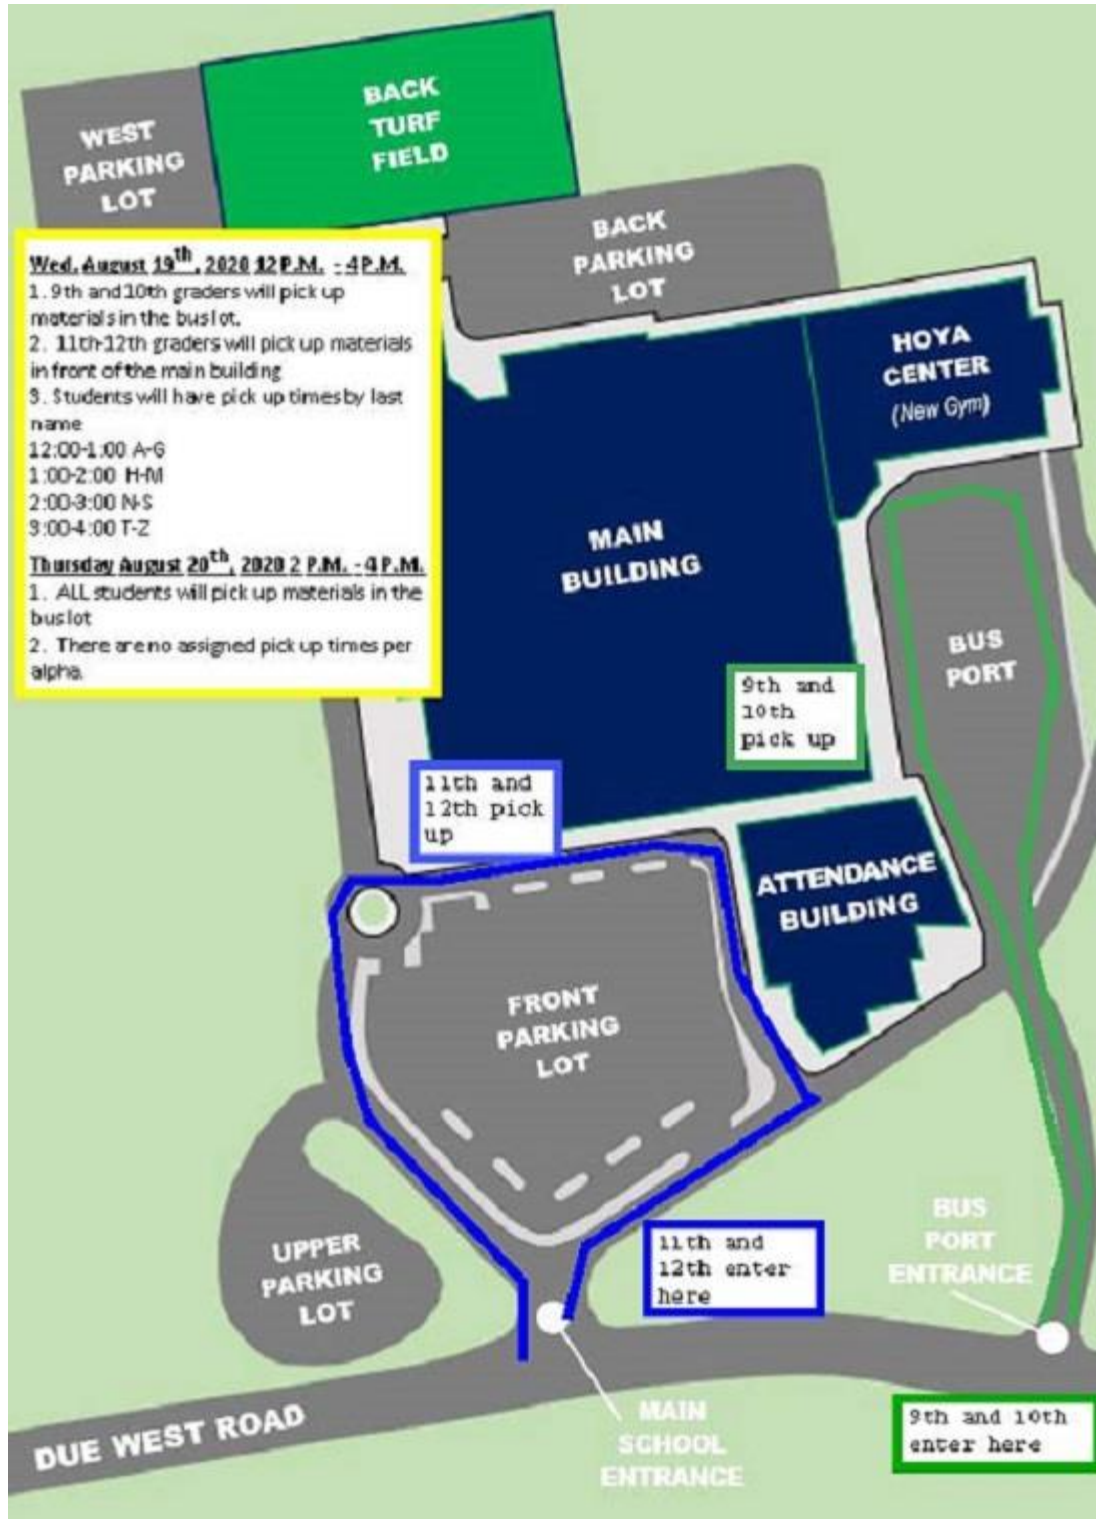 BACK
TURF
FIELD
WEST
PARKING
LOT
BACK
PARKING
LOT
Wed. August 19th, 2020 12 P.M. - 4 P.M.
1. 9th and 10th graders will pick up
materials in the bus lot.
2. 11th-12th graders will pick up materials
in front of the main building
3. Students will have pick up times by last
name
12:00-1:00 A-G
1:00-2:00 H-M
2:00-3:00 N-S
3:00-4:00 T-Z
Thursday August 20th, 2020 2 P.M. - 4 P.M.
1. ALL students will pick up materials in the
bus lot
2. There are no assigned pick up times per
alpha.
HOYA
CENTER
(New Gym)
MAIN
BUILDING
BUS
PORT
9th and
10th
pick up
11th and
12th pick
up
ATTENDANCE
BUILDING
FRONT
PARKING
LOT
UPPER
PARKING
LOT
11th and
12th enter
here
BUS
PORT
ENTRANCE
MAIN
SCHOOL
ENTRANCE
9th and 10th
enter here
DUE WEST ROAD